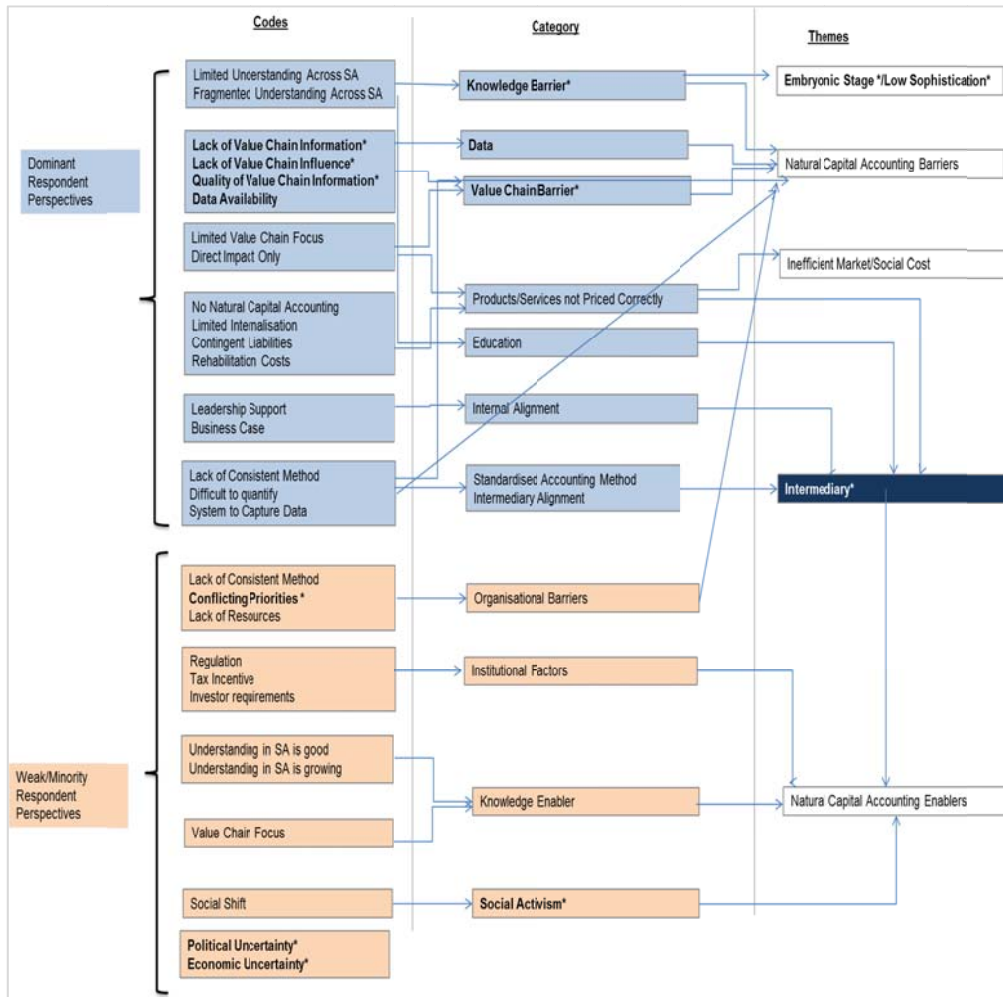 Codes
Category
Themes
Dominant
Respondent
Perspectives
Limited Understanding Across SA
Fragmented Understanding Across SA
Lack of Value Chain Information*
Lack of Value Chain Influence*
Quality of Value Chain Information*
Data Availability
Limited Value Chain Focus
Direct Impact Only
No Natural Capital Accounting
Limited Internalisation
Contingent Liabilities
Rehabilitation Costs
Leadership Support
Business Case
Lack of Consistent Method
Difficult to quantify
System to Capture Data
Knowledge Barrier*
Data
Value Chain Barrier*
Products/Services not Priced Correctly
Education
Internal Alignment
Standardised Accounting Method
Intermediary Alignment
Embryonic Stage */Low Sophistication*
Natural Capital Accounting Barriers
Inefficient Market/Social Cost
Intermediary*
Weak/Minority
Respondent
Perspectives
Lack of Consistent Method
Conflicting Priorities *
Lack of Resources
Regulation
Tax Incentive
Investor requirements
Understanding in SA is good
Understanding in SA is growing
Value Chair Focus
Social Shift
Political Uncertainty*
Economic Uncertainty*
Organisational Barriers
Institutional Factors
Knowledge Enabler
Social Activism*
Natura Capital Accounting Enablers